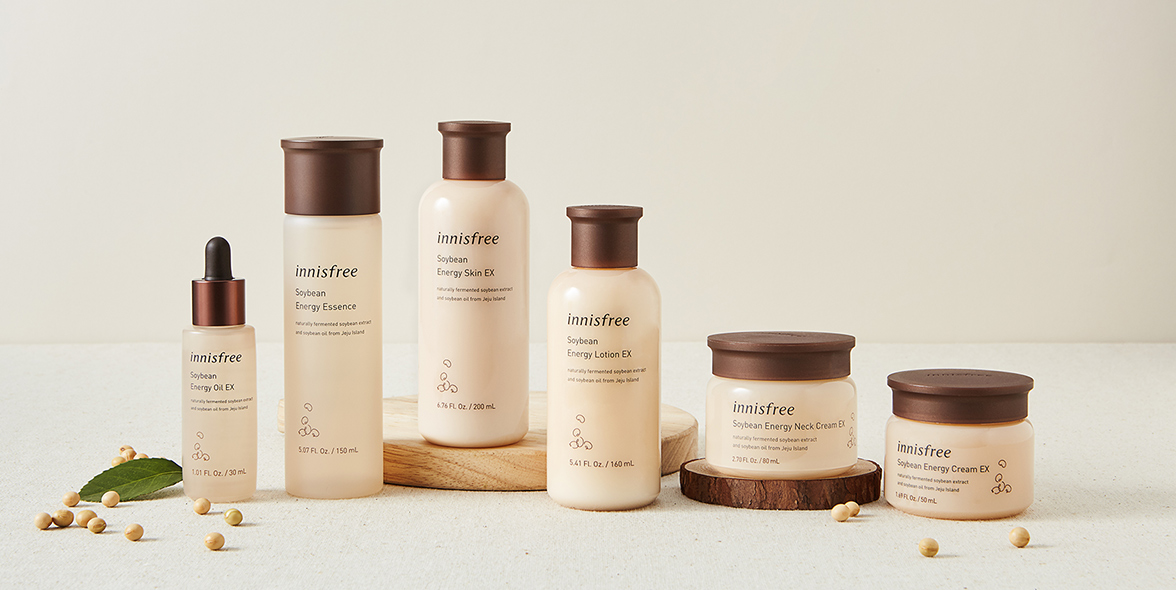 innisfree
Soybean
Energy Oil EX
naturally fermented soybean extract
and soybean oil from Jeju Island
1.01 FL Oz. / 30 mL
innisfree
Soybean
Energy Essence
naturally fermented soybean extract
and soybean oil from Jeju Island
5.07 FL Oz. / 150 mL
innisfree
Soybean
Energy Skin EX
naturally fermented soybean extract
and soybean oil from Jeju Island
6.76 FL Oz. / 200 mL
innisfree
Soybean
Energy Lotion EX
naturally fermented soybean extract
and soybean oil from Jeju Island
5.41 FL Oz. / 160 mL
innisfree
Soybean Energy Neck Cream EX
naturally fermented soybean extract
and soybean oil from Jeju Island
2.70 FL Oz. / 80 mL
innisfree
Soybean Energy Cream EX
naturally fermented soybean extract
and soybean oil from Jeju Island
1.69 FL Oz. / 50 mL